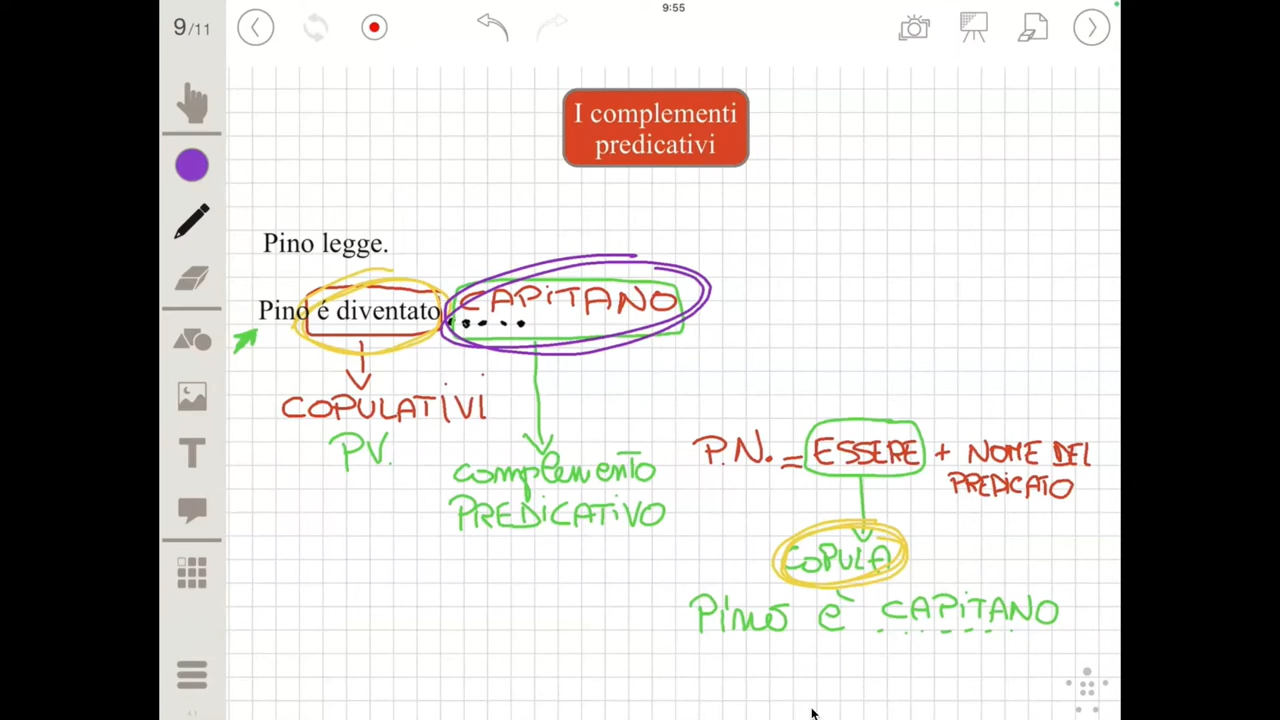 9:55
9/11
I complementi
predicativi
Pino legge.
Pino é diventato CAPiTANO
.....
COPULATIVI
PV.
complemento
PREDiCATiVO
P.N. = ESSERE + NOME DEL
PREDICATO
COPULA
Pino è CAPiTANO